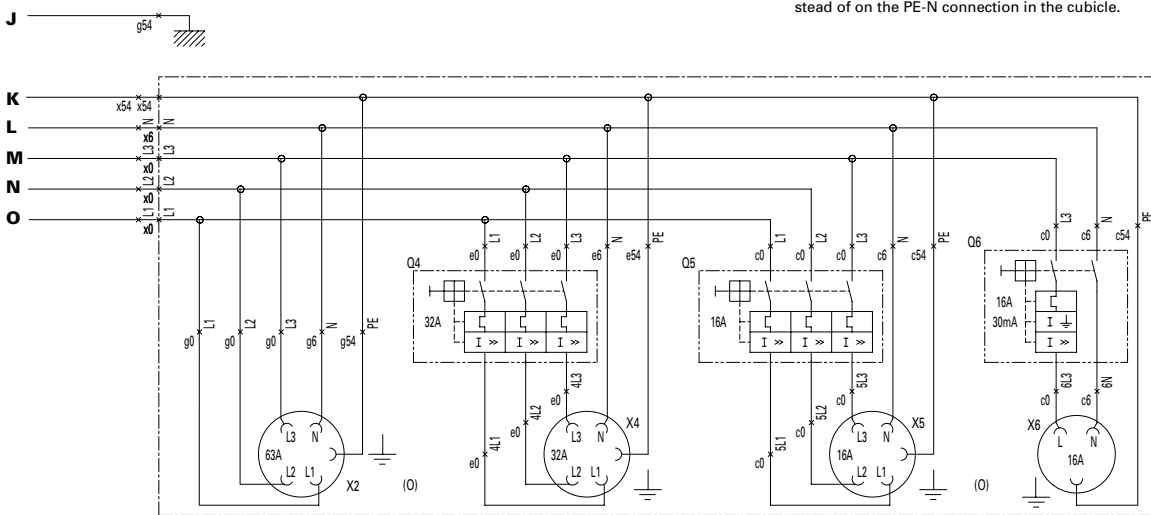 stead of on the PE-N connection in the cubicle.
J
g54
K
x54 x54
L
N N
x6
M
L3 L3
x0
N
L2 L2
x0
O
L1 L1
x0
g0 L1
g0 L2
g0 L3
g6 N
g54 PE
L3 N
63A
L2 L1
X2
(O)
Q4
e0 L1
e0 L2
e0 L3
e6 N
e54 PE
32A
I >> I >> I >>
e0 4L1
e0 4L2
e0 4L3
L3 N
32A
L2 L1
X4
Q5
c0 L1
c0 L2
c0 L3
c6 N
c54 PE
16A
I >> I >> I >>
c0 5L1
c0 5L2
c0 5L3
L3 N
16A
L2 L1
X5
(O)
Q6
c0 L3
c6 N
c54 PE
16A
30mA
I
I >>
c0 6L3
c6 6N
X6
L N
16A